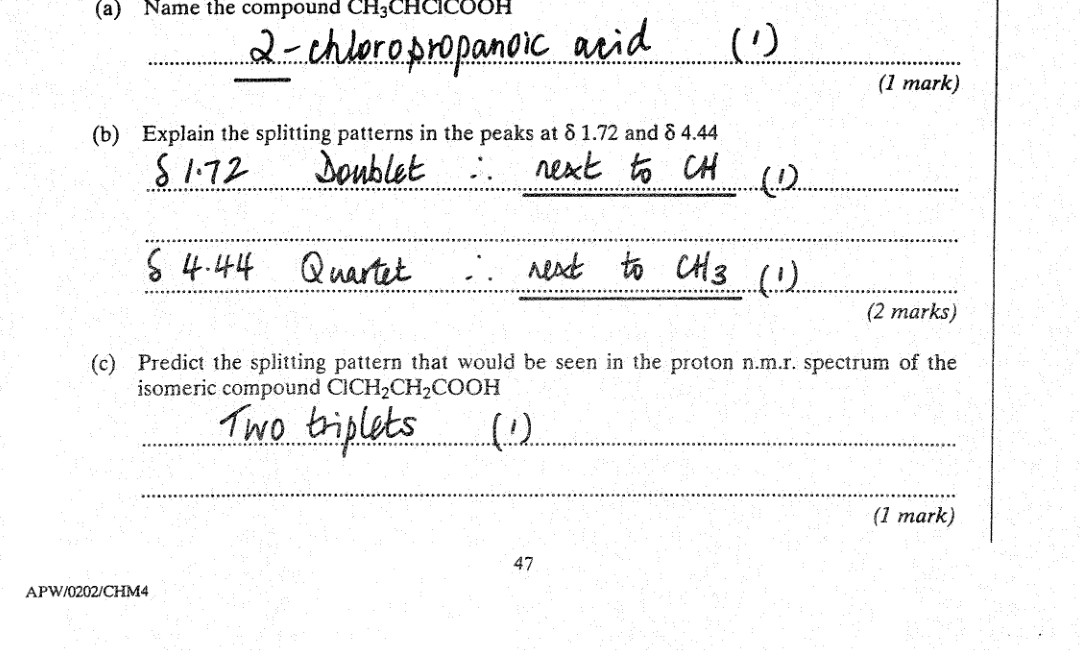 (a) Name the compound CH₃CHClCOOH
2-chloropropanoic acid (1)
(1 mark)
(b) Explain the splitting patterns in the peaks at δ 1.72 and δ 4.44
δ 1.72 Doublet ∴ next to CH (1)
δ 4.44 Quartet ∴ next to CH₃ (1)
(2 marks)
(c) Predict the splitting pattern that would be seen in the proton n.m.r. spectrum of the
isomeric compound ClCH₂CH₂COOH
Two triplets (1)
(1 mark)
47
APW/0202/CHM4